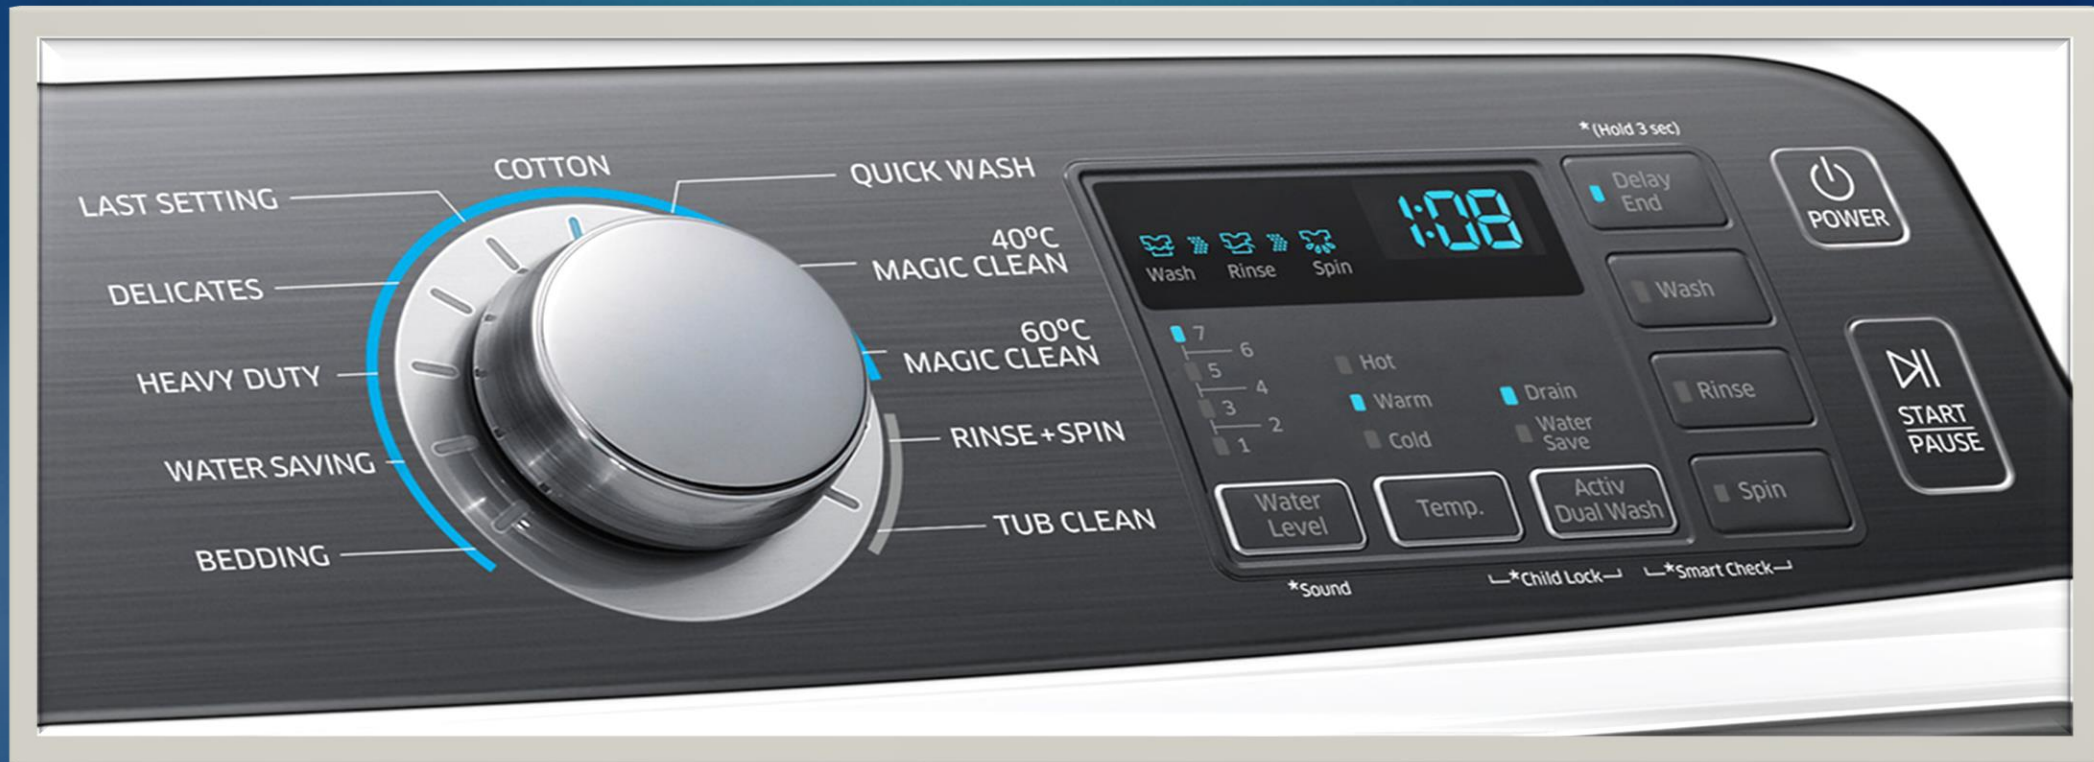 COTTON
LAST SETTING
DELICATES
HEAVY DUTY
WATER SAVING
BEDDING
QUICK WASH
40ºC
MAGIC CLEAN
60ºC
MAGIC CLEAN
RINSE+SPIN
TUB CLEAN
1:08
Wash
Rinse
Spin
7
6
5
4
3
2
1
Hot
Warm
Cold
Drain
Water
Save
Water
Level
Temp.
Activ
Dual Wash
*Sound
*Child Lock
*Smart Check
*(Hold 3 sec)
Delay
End
Wash
Rinse
Spin
POWER
START
PAUSE